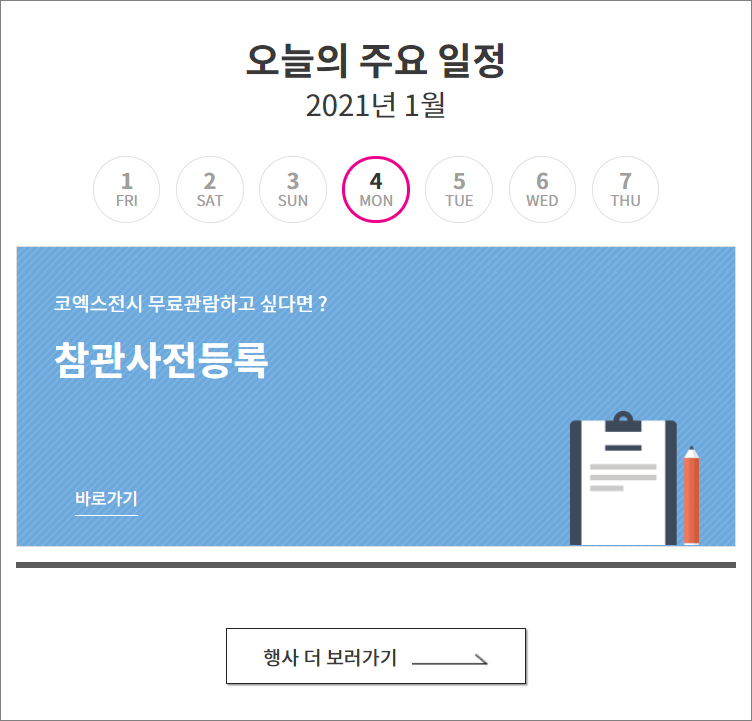 오늘의 주요 일정
2021년 1월
1 2 3 4 5 6 7
FRI SAT SUN MON TUE WED THU
코엑스전시 무료관람하고 싶다면 ?
참관사전등록
바로가기
행사 더 보러가기